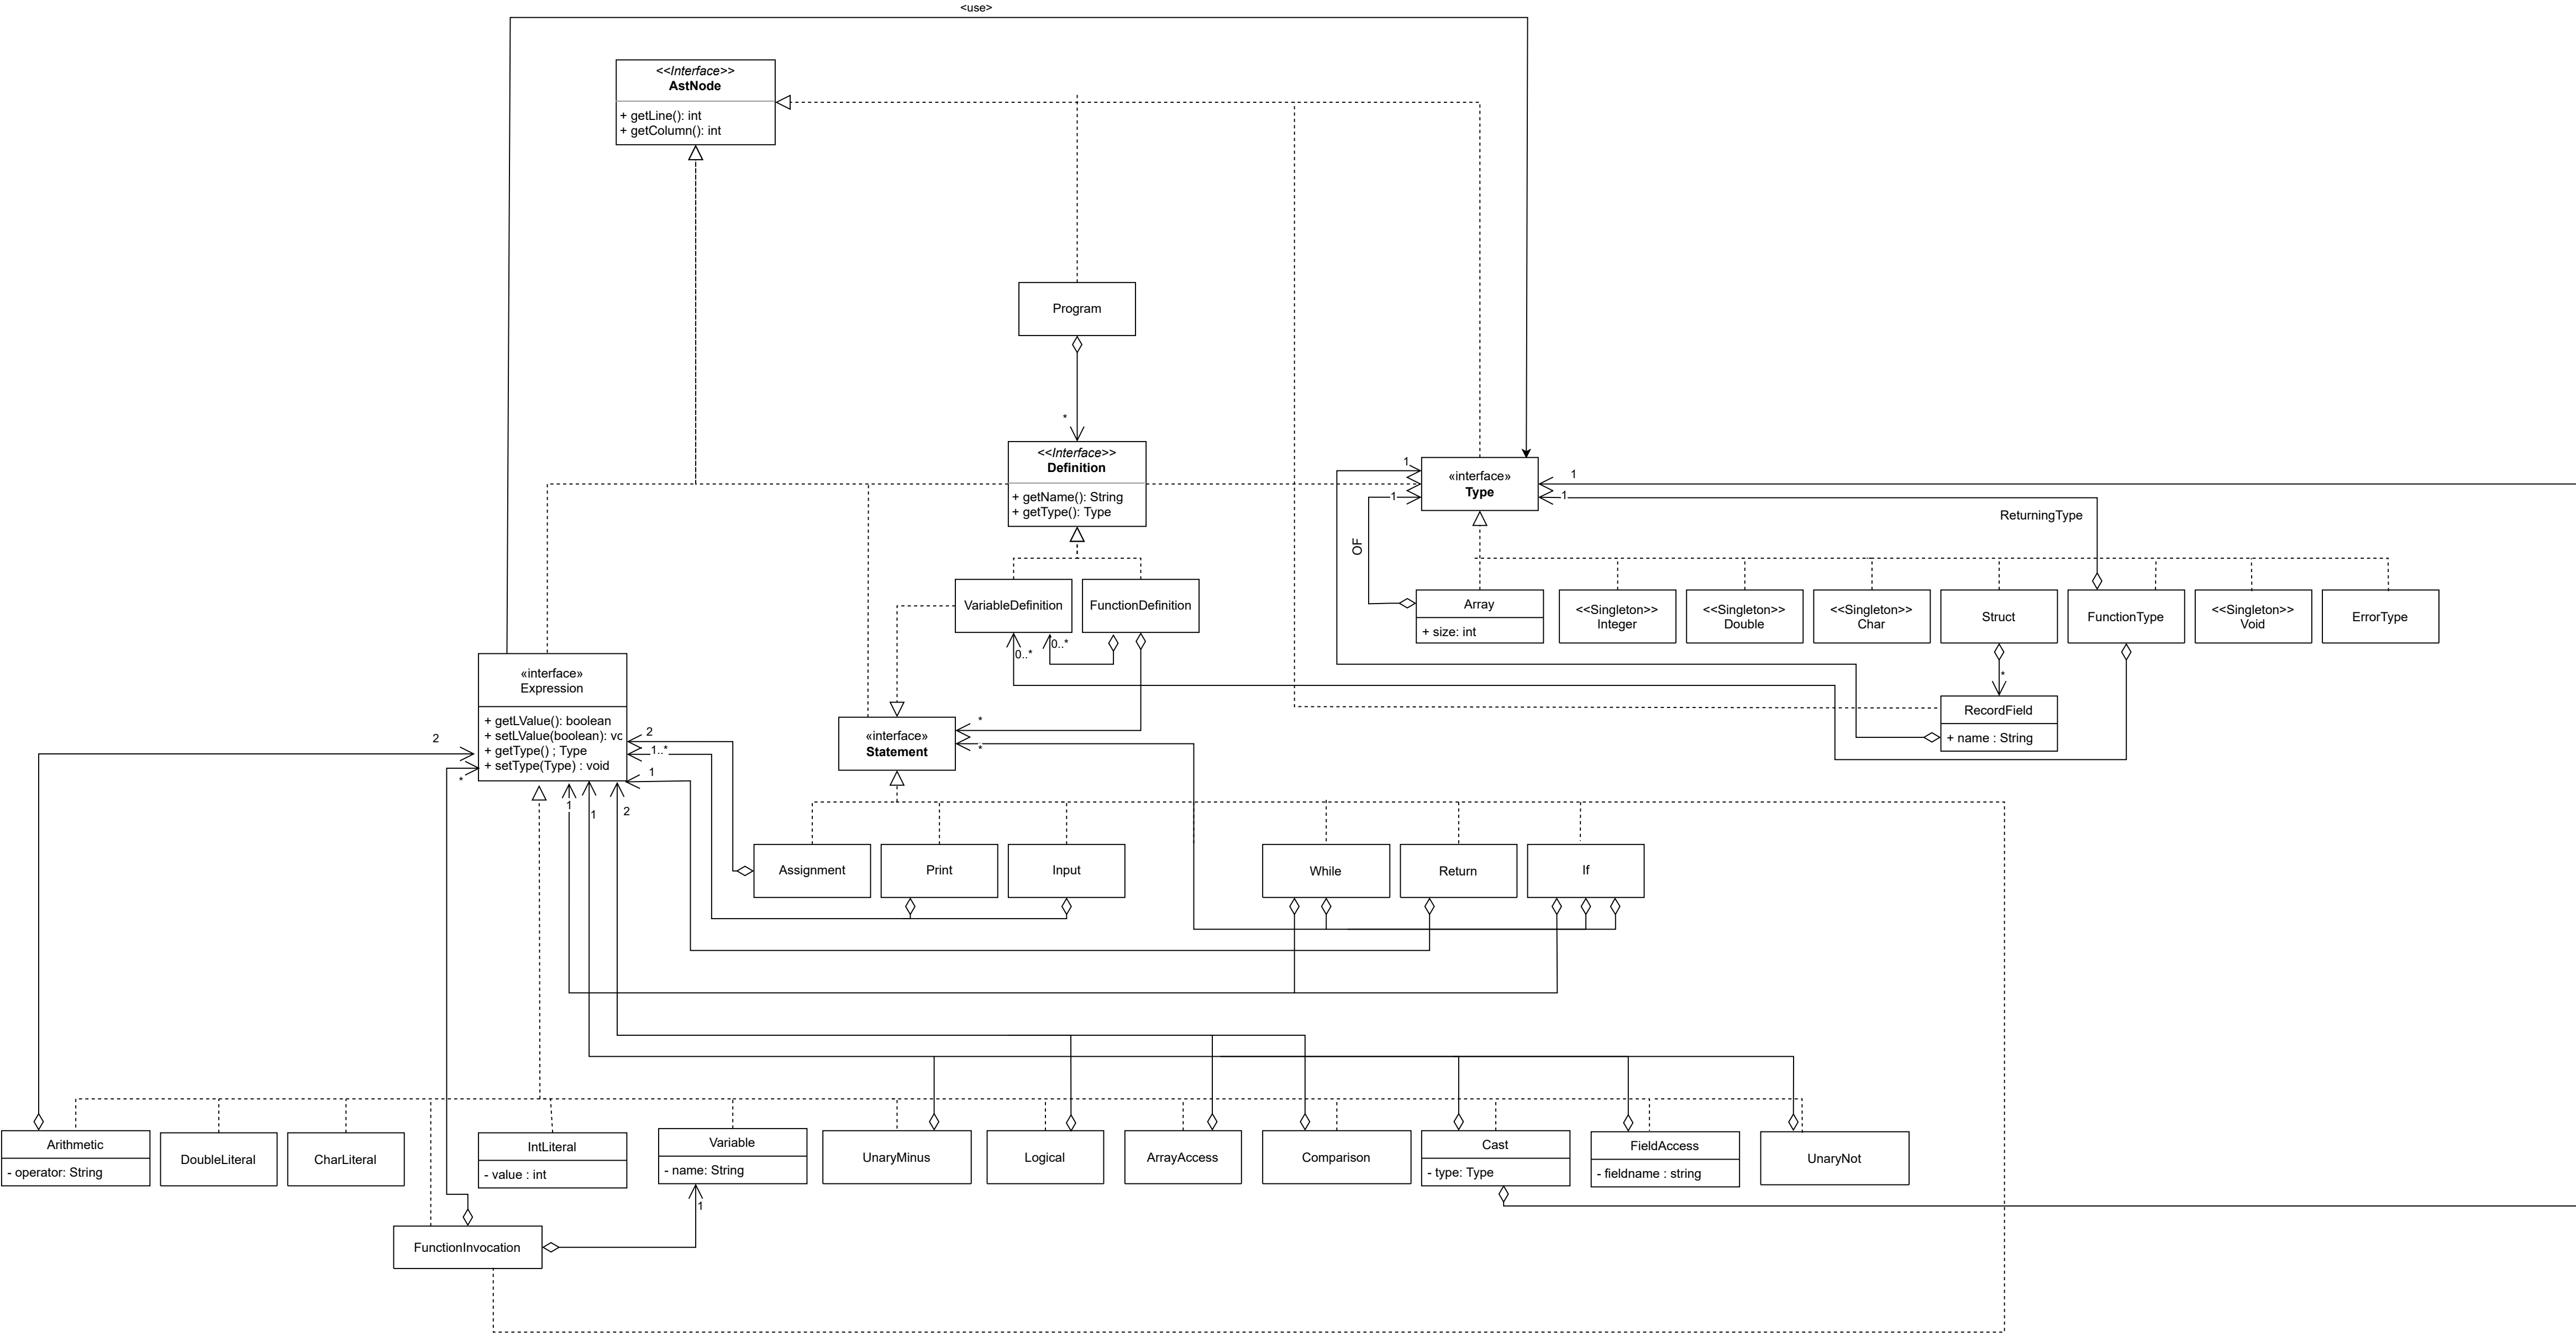 <use>
<<Interface>>
AstNode
+ getLine(): int
+ getColumn(): int
Program
*
<<Interface>>
Definition
+ getName(): String
+ getType(): Type
1
1
1
1
«interface»
Type
ReturningType
OF
VariableDefinition
FunctionDefinition
0..*
0..*
Array
+ size: int
<<Singleton>>
Integer
<<Singleton>>
Double
<<Singleton>>
Char
Struct
FunctionType
<<Singleton>>
Void
ErrorType
*
RecordField
+ name : String
«interface»
Expression
+ getLValue(): boolean
+ setLValue(boolean): vc
+ getType() ; Type
+ setType(Type) : void
2
*
2
1..*
1
1
1
2
«interface»
Statement
*
*
Assignment
Print
Input
While
Return
If
Arithmetic
- operator: String
DoubleLiteral
CharLiteral
IntLiteral
- value : int
Variable
- name: String
UnaryMinus
Logical
ArrayAccess
Comparison
Cast
- type: Type
FieldAccess
- fieldname : string
UnaryNot
1
FunctionInvocation